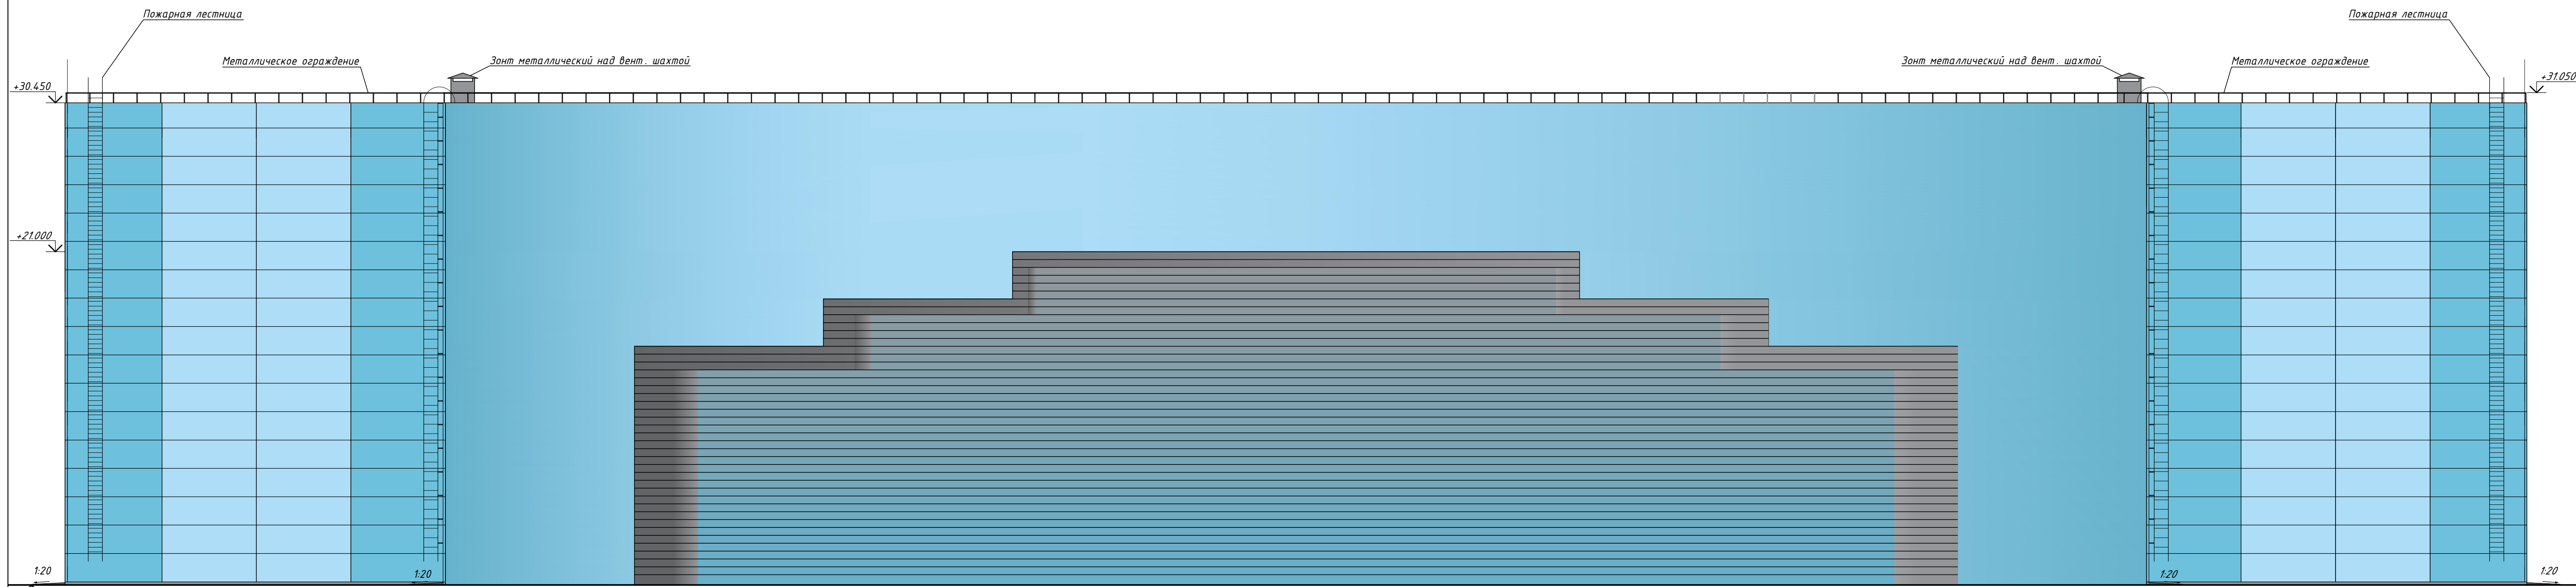 Пожарная лестница
Пожарная лестница
Металлическое ограждение
Зонт металлический над вент. шахтой
Зонт металлический над вент. шахтой
Металлическое ограждение
+30.450
+31.050
+21.000
1:20
1:20
1:20
1:20